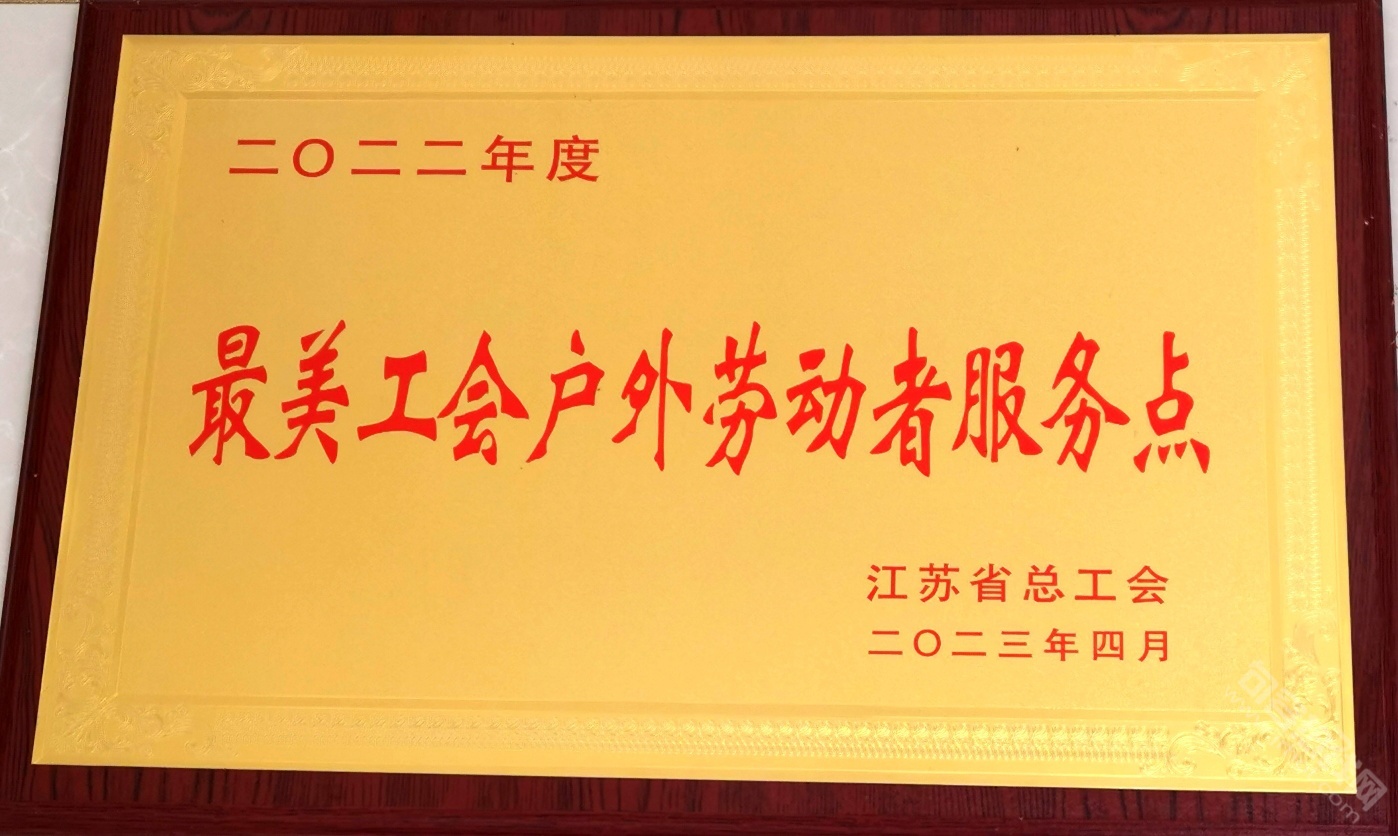 二〇二二年度
最美工会户外劳动者服务点
江苏省总工会
二〇二三年四月